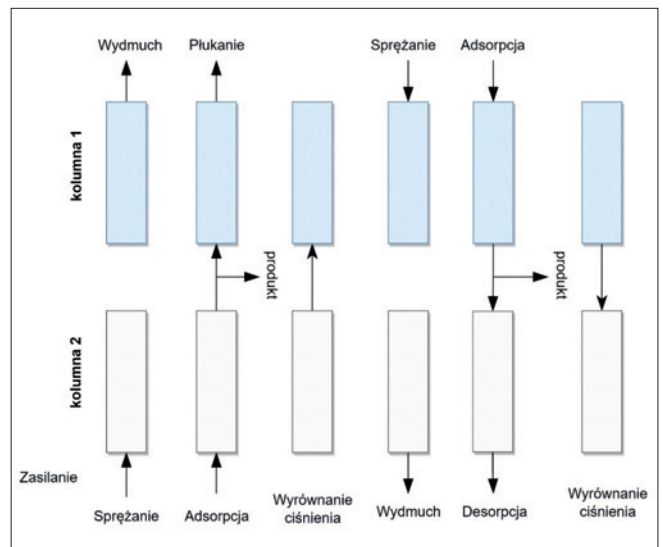 Wydmuch Płukanie Sprężanie Adsorpcja
kolumna 1
produkt produkt
kolumna 2
Zasilanie
Sprężanie Adsorpcja Wyrównanie ciśnienia Wydmuch Desorpcja Wyrównanie ciśnienia